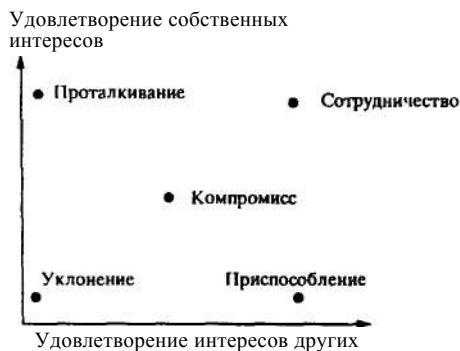 Удовлетворение собственных
интересов
Проталкивание
Сотрудничество
Компромисс
Уклонение
Приспособление
Удовлетворение интересов других